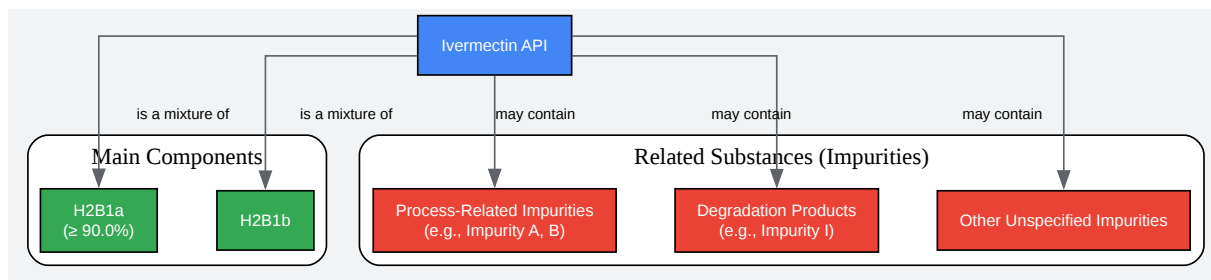 Ivermectin API
is a mixture of
is a mixture of
may contain
may contain
may contain
Main Components
Related Substances (Impurities)
H2B1a
(≥ 90.0%)
H2B1b
Process-Related Impurities
(e.g., Impurity A, B)
Degradation Products
(e.g., Impurity I)
Other Unspecified Impurities